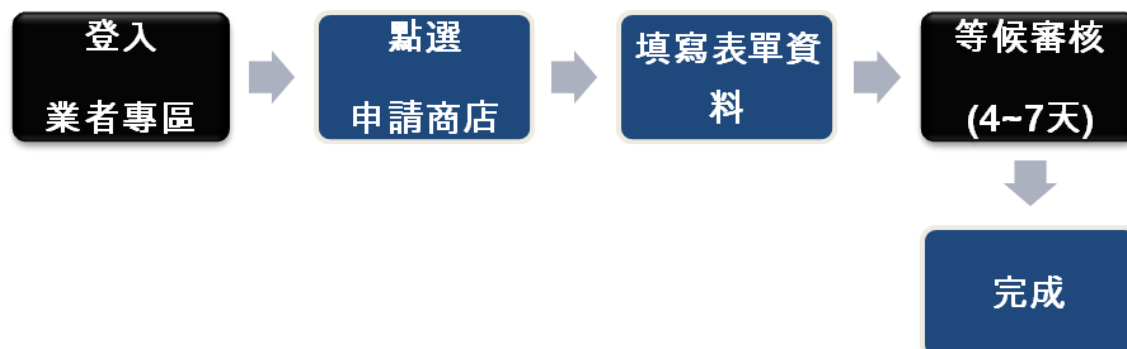 登入
業者專區
點選
申請商店
填寫表單資
料
等候審核
(4~7天)
完成